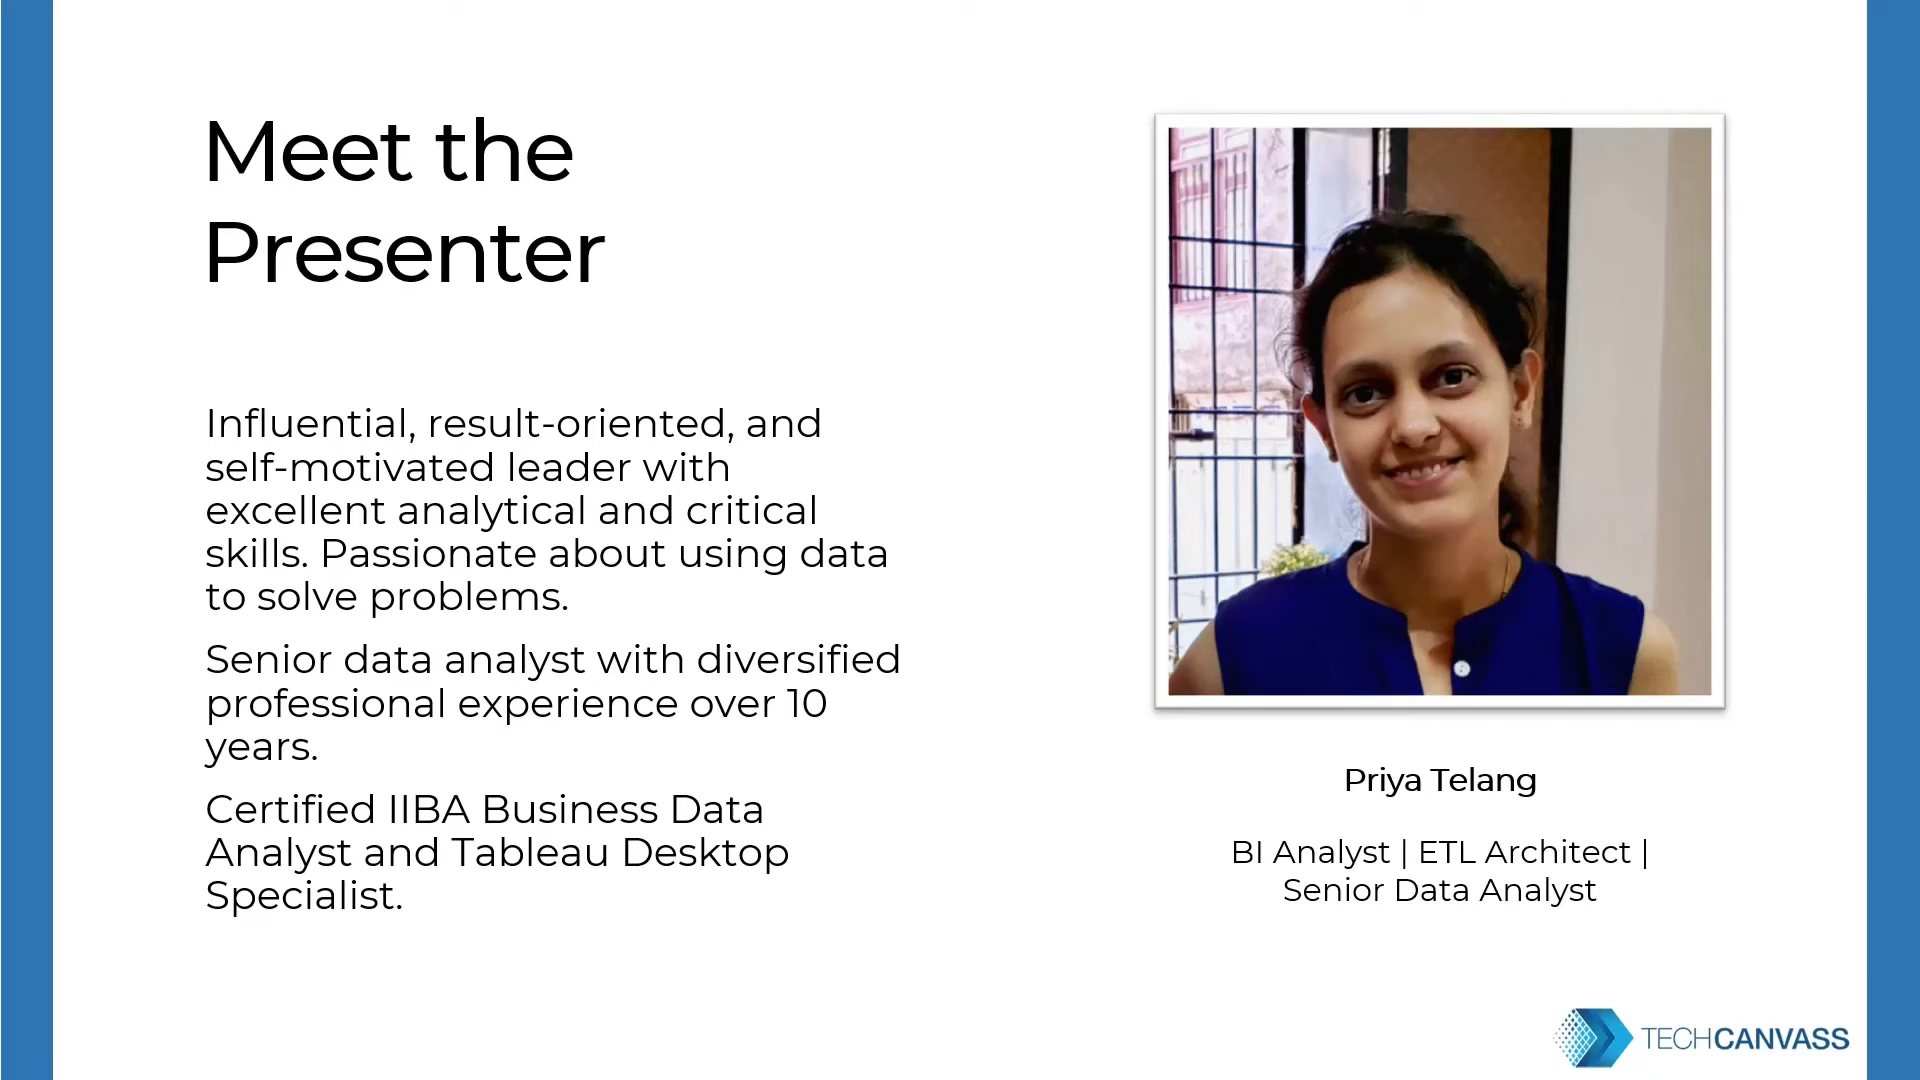 Meet the
Presenter
Influential, result-oriented, and
self-motivated leader with
excellent analytical and critical
skills. Passionate about using data
to solve problems.
Senior data analyst with diversified
professional experience over 10
years.
Certified IIBA Business Data
Analyst and Tableau Desktop
Specialist.
Priya Telang
BI Analyst | ETL Architect |
Senior Data Analyst
TECHCANVASS